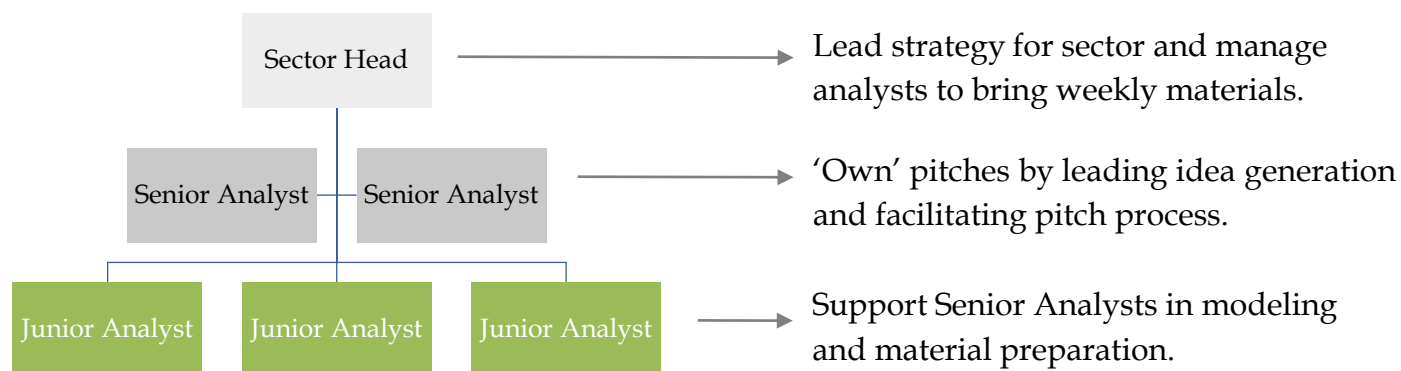 Sector Head
Lead strategy for sector and manage
analysts to bring weekly materials.
Senior Analyst
Senior Analyst
‘Own’ pitches by leading idea generation
and facilitating pitch process.
Junior Analyst
Junior Analyst
Junior Analyst
Support Senior Analysts in modeling
and material preparation.